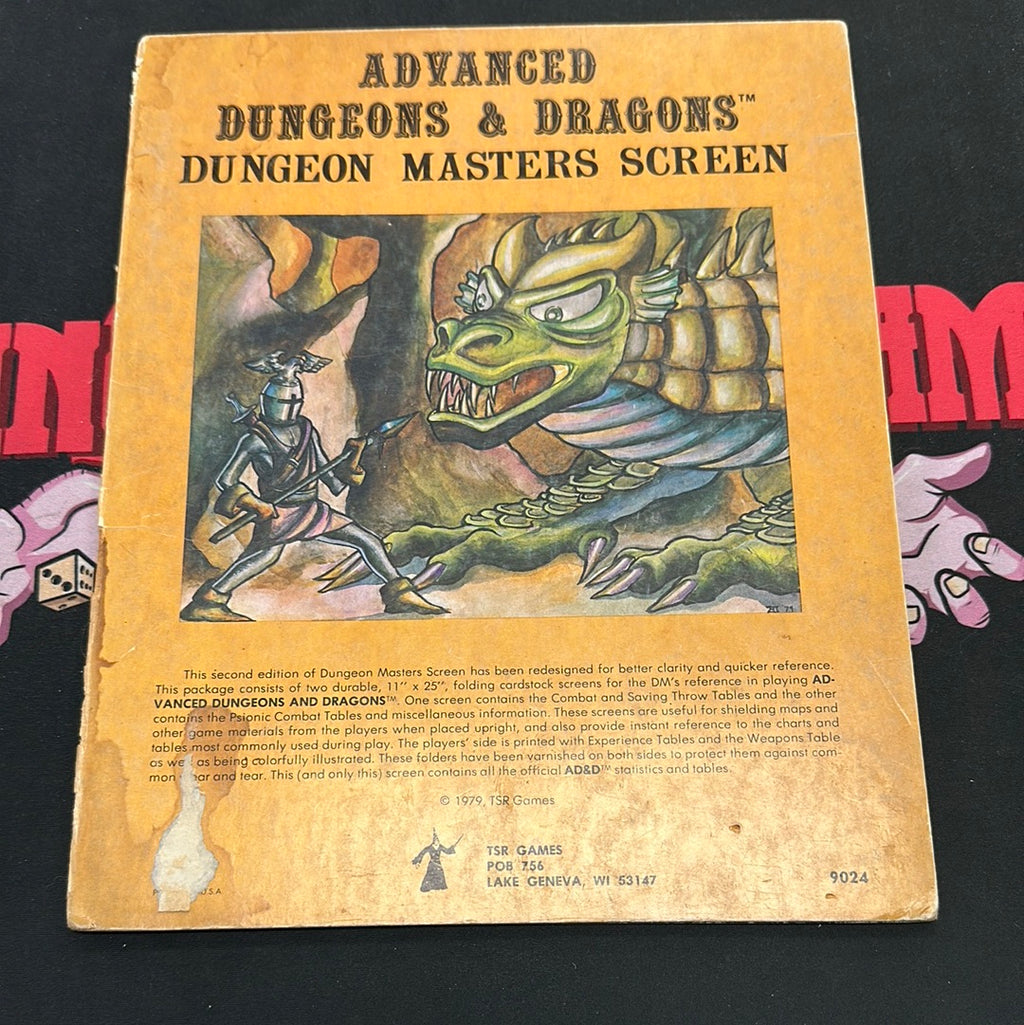 ADVANCED
DUNGEONS & DRAGONS™
DUNGEON MASTERS SCREEN
This second edition of Dungeon Masters Screen has been redesigned for better clarity and quicker reference.
This package consists of two durable, 11" x 25", folding cardstock screens for the DM's reference in playing AD-
VANCED DUNGEONS AND DRAGONS™. One screen contains the Combat and Saving Throw Tables and the other
contains the Psionic Combat Tables and miscellaneous information. These screens are useful for shielding maps and
other game materials from the players when placed upright, and also provide instant reference to the charts and
tables most commonly used during play. The players' side is printed with Experience Tables and the Weapons Table
as well as being colorfully illustrated. These folders have been varnished on both sides to protect them against com-
mon wear and tear. This (and only this) screen contains all the official AD&D™ statistics and tables.
© 1979, TSR Games
TSR GAMES
POB 756
LAKE GENEVA, WI 53147
9024
U.S.A.